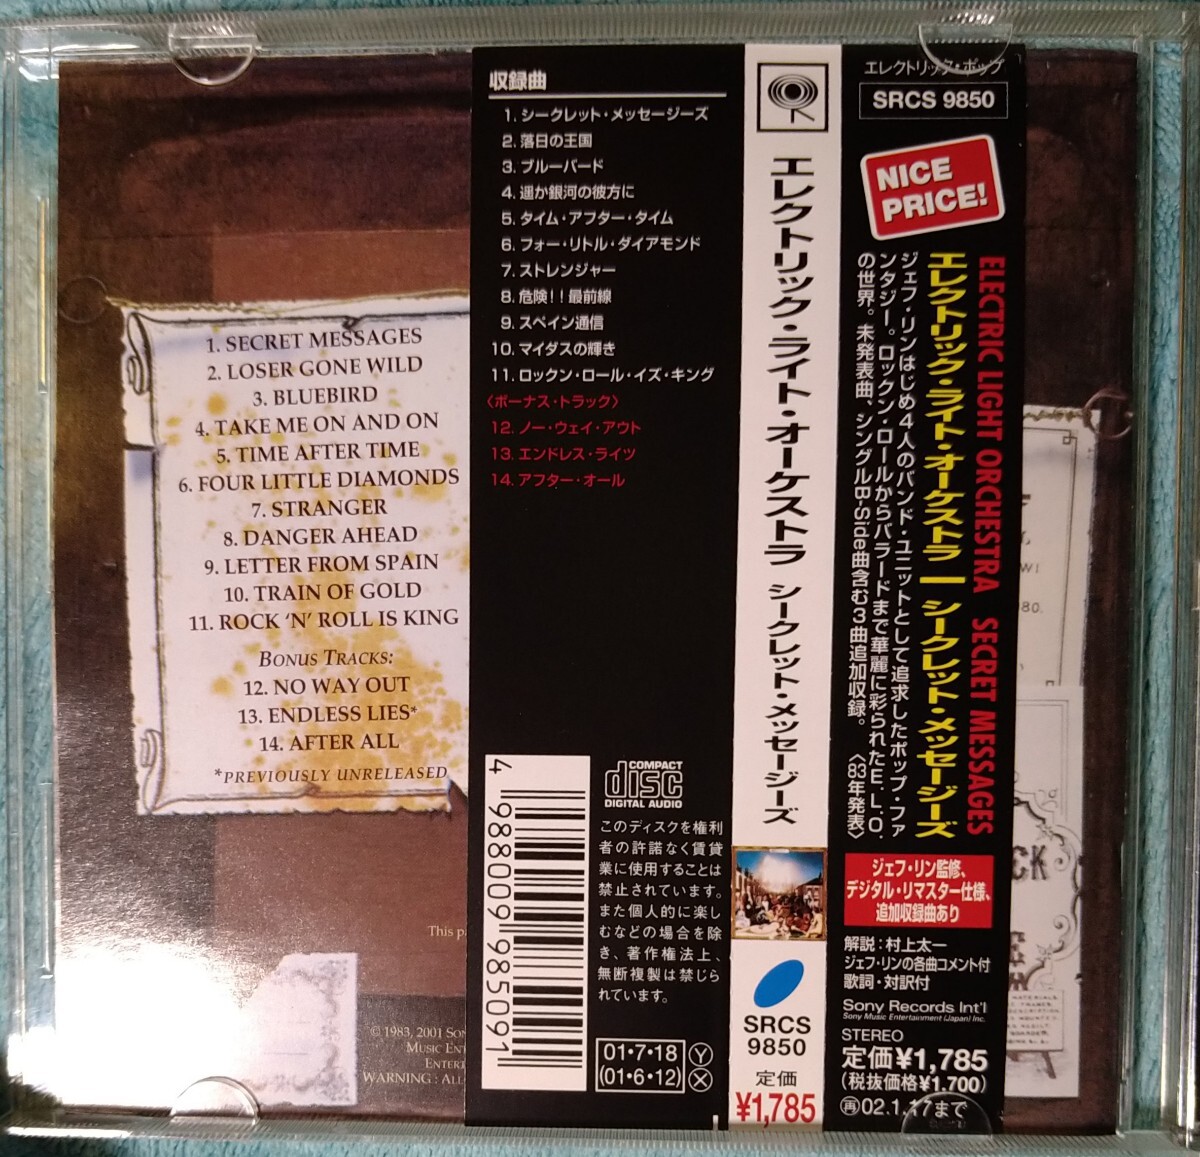 1. SECRET MESSAGES
2. LOSER GONE WILD
3. BLUEBIRD
4. TAKE ME ON AND ON
5. TIME AFTER TIME
6. FOUR LITTLE DIAMONDS
7. STRANGER
8. DANGER AHEAD
9. LETTER FROM SPAIN
10. TRAIN OF GOLD
11. ROCK ‘N’ ROLL IS KING
BONUS TRACKS:
12. NO WAY OUT
13. ENDLESS LIES*
14. AFTER ALL
*PREVIOUSLY UNRELEASED
This pa
© 1983, 2001 SON
MUSIC ENT
ENTER
WARNING : ALL
収録曲
1. シークレット・メッセージーズ
2. 落日の王国
3. ブルーバード
4. 遥か銀河の彼方に
5. タイム・アフター・タイム
6. フォー・リトル・ダイアモンド
7. ストレンジャー
8. 危険!!最前線
9. スペイン通信
10. マイダスの輝き
11. ロックン・ロール・イズ・キング
〈ボーナス・トラック〉
12. ノー・ウェイ・アウト
13. エンドレス・ライツ
14. アフター・オール
4 988009 985091
COMPACT
disc
DIGITAL AUDIO
このディスクを権利
者の許諾なく賃貸
業に使用することは
禁止されています。
また個人的に楽し
むなどの場合を除
き、著作権法上、
無断複製は禁じら
れています。
01・7・18 Y
(01・6・12) X
エレクトリック・ライト・オーケストラ シークレット・メッセージーズ
SRCS
9850
定価
¥1,785
エレクトリック・ポップ
SRCS 9850
NICE
PRICE!
ELECTRIC LIGHT ORCHESTRA SECRET MESSAGES
エレクトリック・ライト・オーケストラ | シークレット・メッセージーズ
ジェフ・リンはじめ4人のバンド・ユニットとして追求したポップ・ファ
ンタジー。ロックン・ロールからバラードまで華麗に彩られたE.L.O.
の世界。未発表曲、シングルB-Side曲含む3曲追加収録。〈83年発表〉
ジェフ・リン監修、
デジタル・リマスター仕様、
追加収録曲あり
解説：村上太一
ジェフ・リンの各曲コメント付
歌詞・対訳付
Sony Records Int'l
Sony Music Entertainment (Japan) Inc.
STEREO
定価¥1,785
(税抜価格¥1,700)
再02.1.17まで
80.
CK